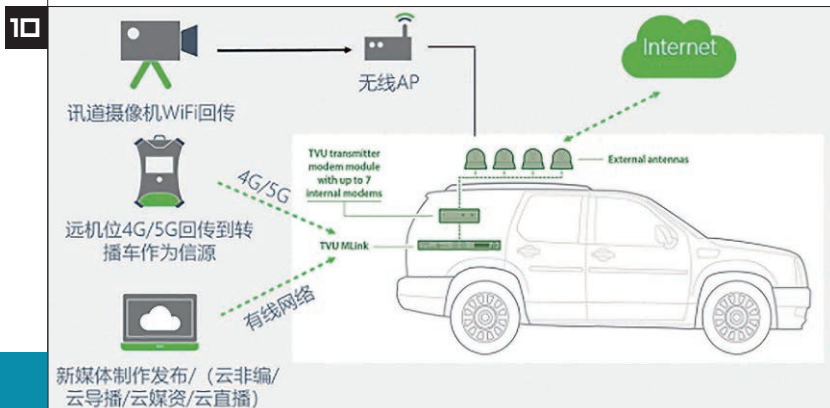 10
Internet
无线AP
讯道摄像机WiFi回传
TVU transmitter
modem module
with up to 7
internal modems
External antennas
4G/5G
远机位4G/5G回传到转
播车作为信源
TVU MLink
有线网络
新媒体制作发布/（云非编/
云导播/云媒资/云直播）